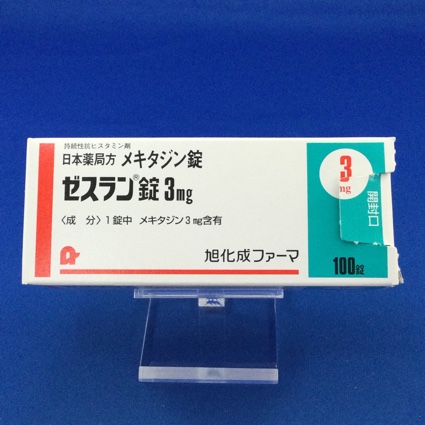 持続性抗ヒスタミン剤
日本薬局方 メキタジン錠
ゼスラン®錠3mg
〈成 分〉1錠中 メキタジン3mg含有
旭化成ファーマ
3
mg
開封口
100錠